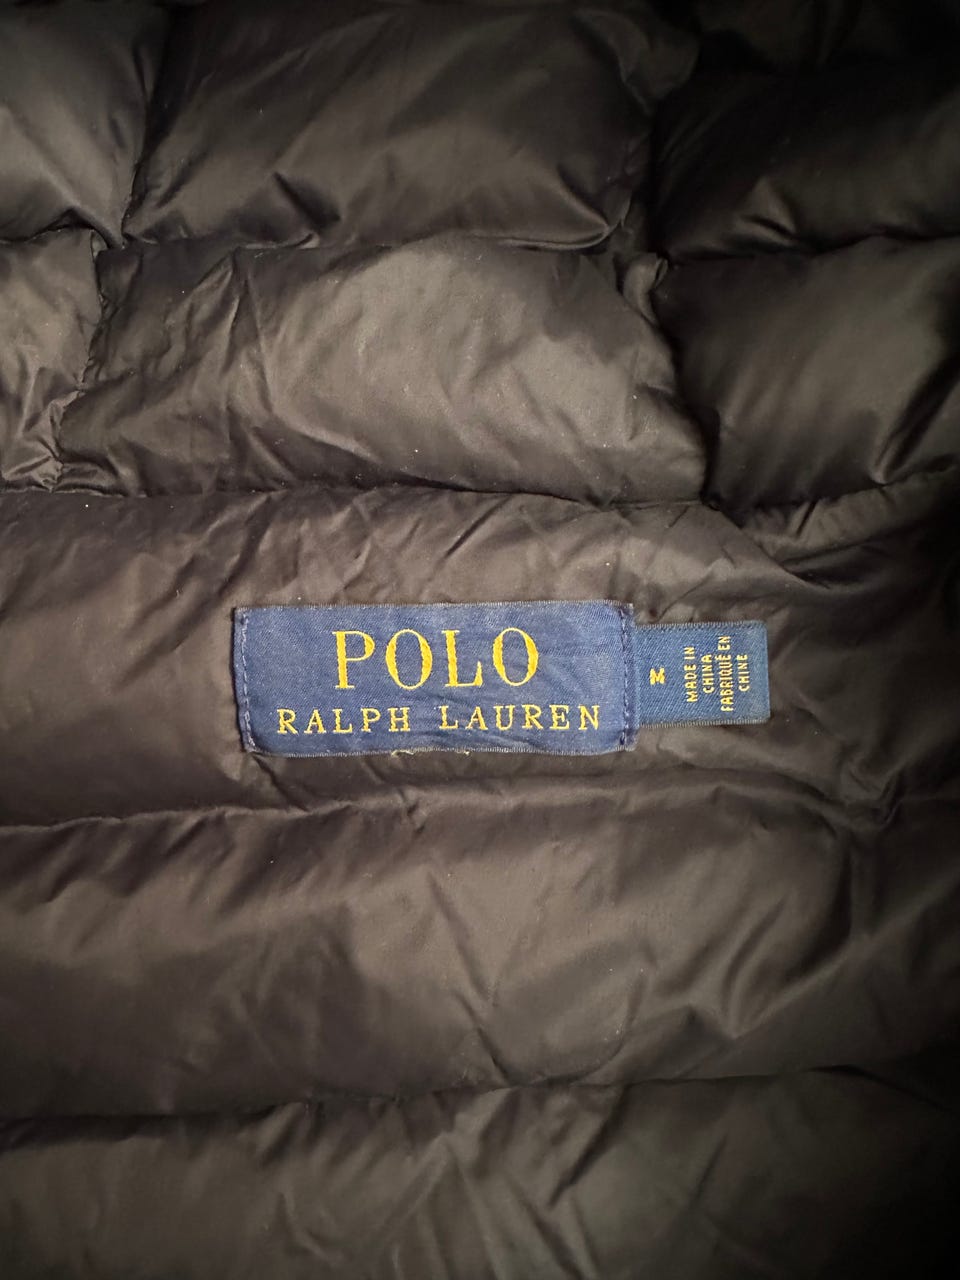 POLO
RALPH LAUREN
M
MADE IN
CHINA
FABRIQUÉ EN
CHINE